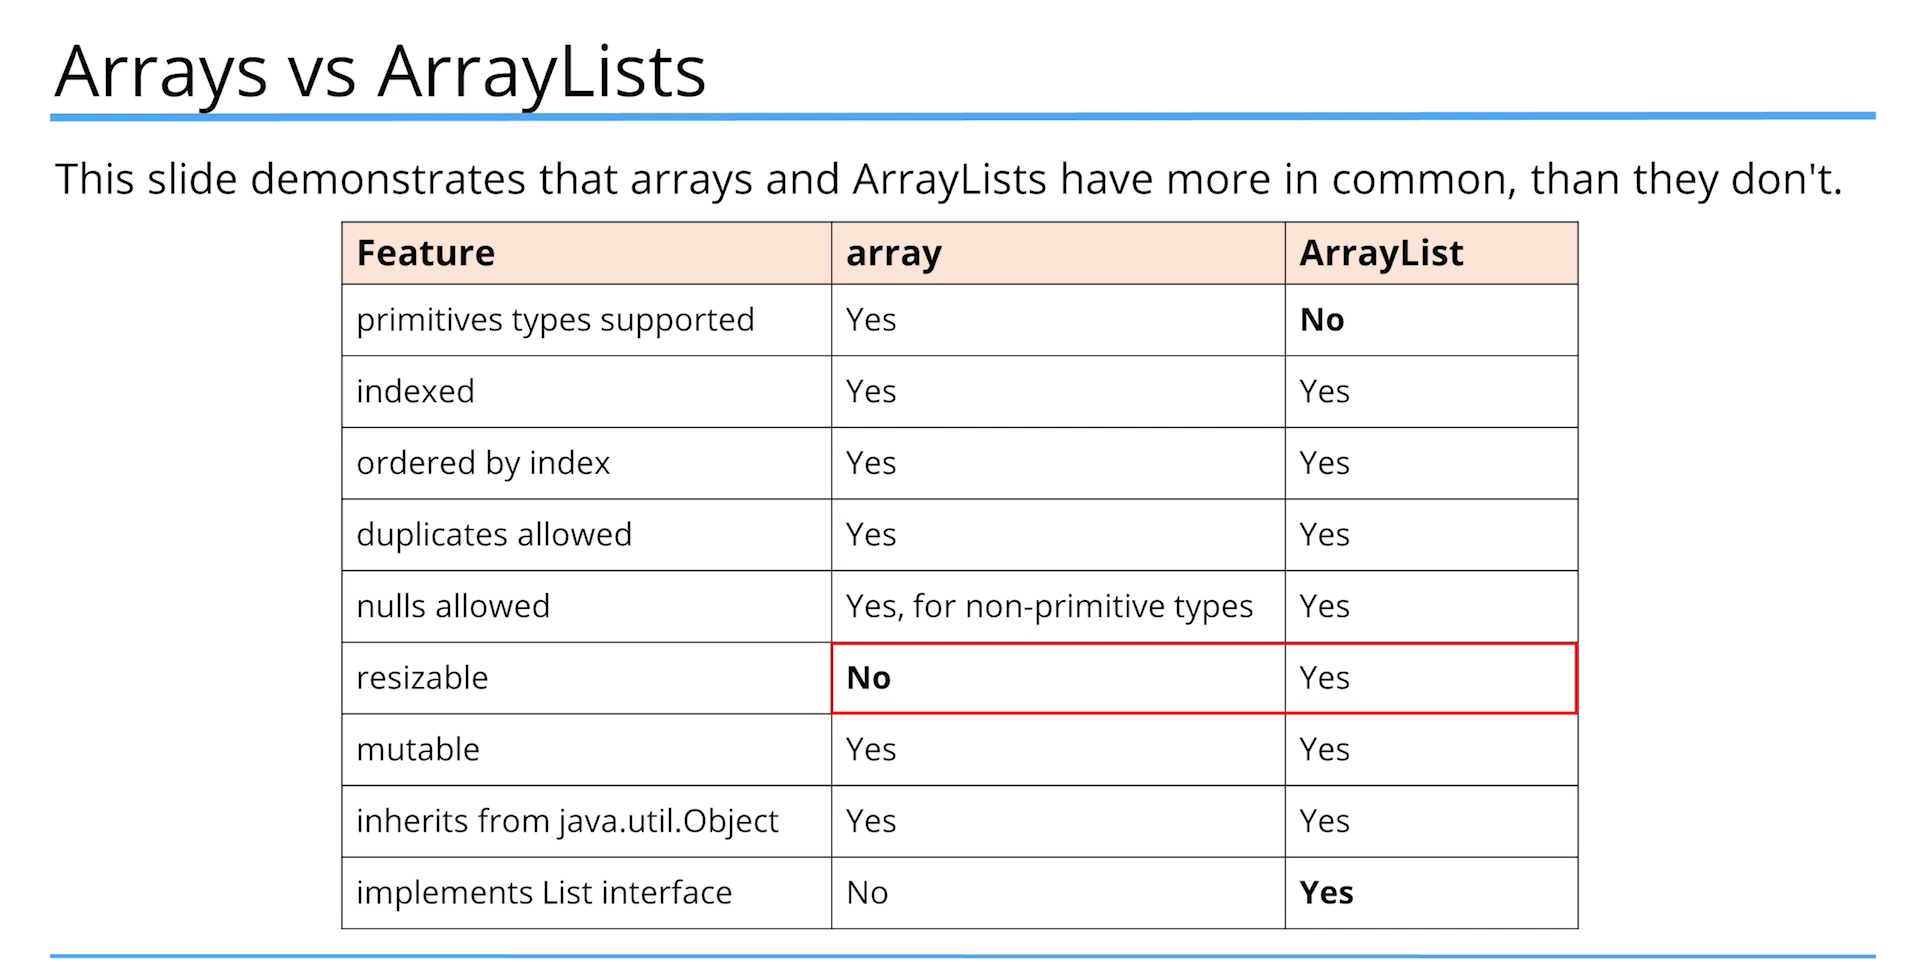 Arrays vs ArrayLists
This slide demonstrates that arrays and ArrayLists have more in common, than they don't.
Feature array ArrayList
primitives types supported Yes No
indexed Yes Yes
ordered by index Yes Yes
duplicates allowed Yes Yes
nulls allowed Yes, for non-primitive types Yes
resizable No Yes
mutable Yes Yes
inherits from java.util.Object Yes Yes
implements List interface No Yes